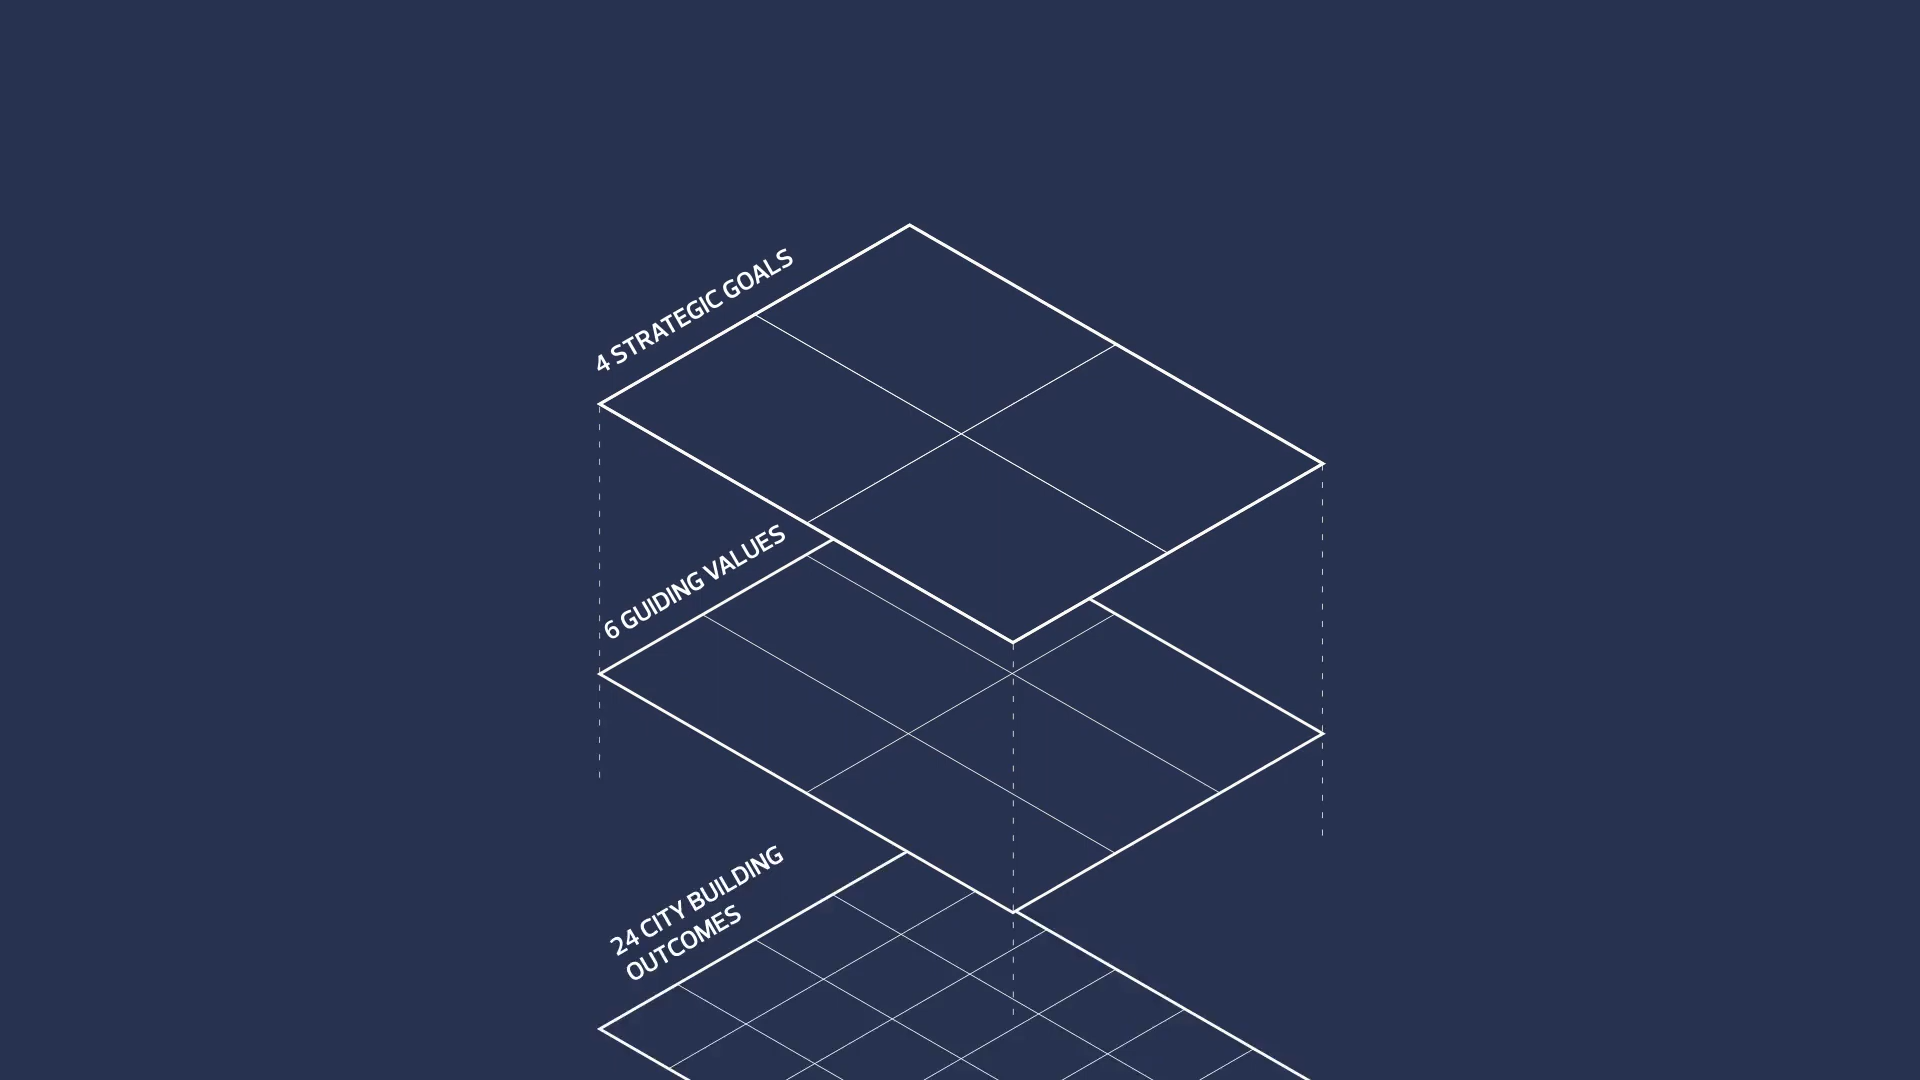 4 STRATEGIC GOALS
6 GUIDING VALUES
24 CITY BUILDING
OUTCOMES